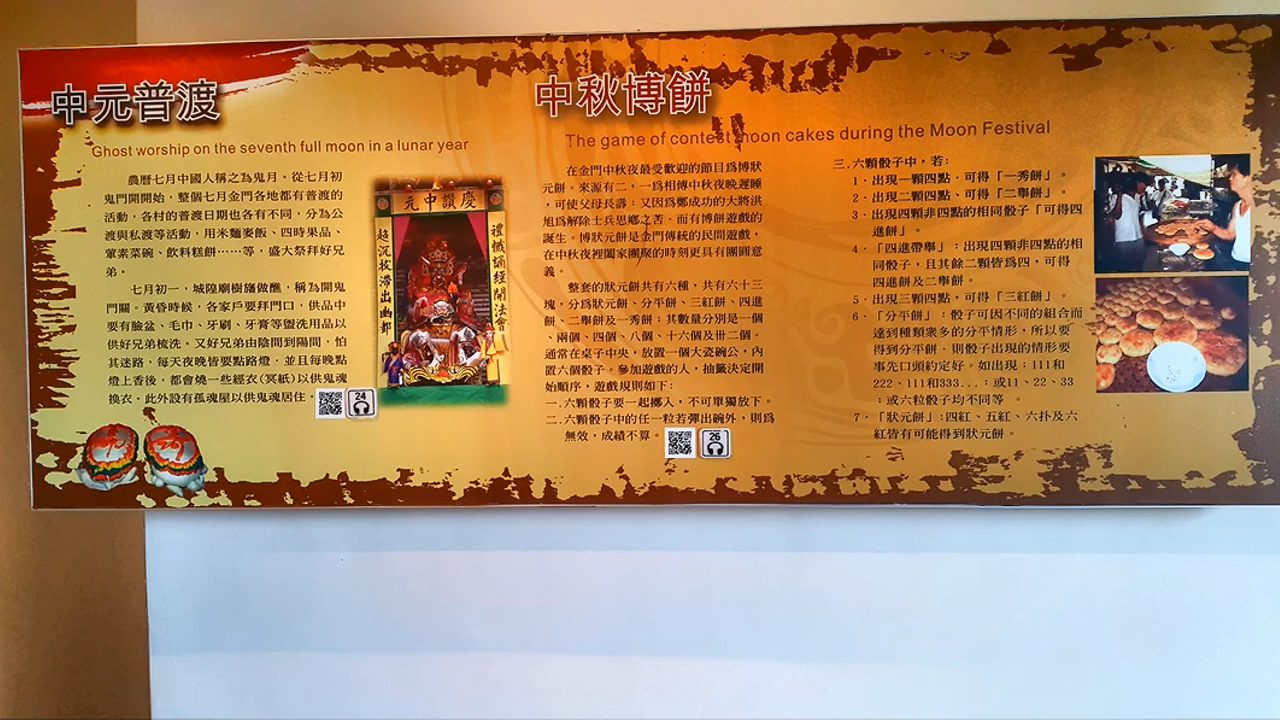 中元普渡
Ghost worship on the seventh full moon in a lunar year
農曆七月中國人稱之為鬼月。從七月初
鬼門開開始，整個七月金門各地都有普渡的
活動，各村的普渡日期也各有不同，分為公
渡與私渡等活動，用米麵麥飯、四時果品、
葷素菜碗、飲料糕餅……等，盛大祭拜好兄
弟。
七月初一，城隍廟樹旛做醮，稱為開鬼
門關。黃昏時候，各家戶要拜門口，供品中
要有臉盆、毛巾、牙刷、牙膏等盥洗用品以
供好兄弟梳洗。又好兄弟由陰間到陽間，怕
其迷路，每天夜晚皆要點路燈，並且每晚點
燈上香後，都會燒一些經衣(冥紙)以供鬼魂
換衣。此外設有孤魂屋以供鬼魂居住。
24
慶讚中元
禮懺誦經開法會
超沉拔滯出幽都
中秋博餅
The game of contest moon cakes during the Moon Festival
在金門中秋夜最受歡迎的節目爲博狀
元餅。來源有二，一爲相傳中秋夜晚遲睡
，可使父母長壽；又因爲鄭成功的大將洪
旭爲解除士兵思鄉之苦，而有博餅遊戲的
誕生。博狀元餅是金門傳統的民間遊戲，
在中秋夜裡闔家團聚的時刻更具有團圓意
義。
整套的狀元餅共有六種，共有六十三
塊，分爲狀元餅、分平餅、三紅餅、四進
餅、二舉餅及一秀餅；其數量分別是一個
、兩個、四個、八個、十六個及卅二個。
通常在桌子中央，放置一個大瓷碗公，內
置六個骰子。參加遊戲的人，抽籤決定開
始順序，遊戲規則如下：
一.六顆骰子要一起擲入，不可單獨放下。
二.六顆骰子中的任一粒若彈出碗外，則爲
無效，成績不算。
26
三.六顆骰子中，若：
1．出現一顆四點．可得「一秀餅」。
2．出現二顆四點、可得「二舉餅」。
3．出現四顆非四點的相同骰子「可得四
進餅」。
4．「四進帶舉」：出現四顆非四點的相
同骰子，且其餘二顆皆爲四，可得
四進餅及二舉餅。
5．出現三顆四點，可得「三紅餅」。
6．「分平餅」：骰子可因不同的組合而
達到種類衆多的分平情形，所以要
得到分平餅．則骰子出現的情形要
事先口頭約定好。如出現：111和
222、111和333...；或11、22、33
；或六粒骰子均不同等 。
7．「狀元餅」：四紅、五紅、六扑及六
紅皆有可能得到狀元餅。